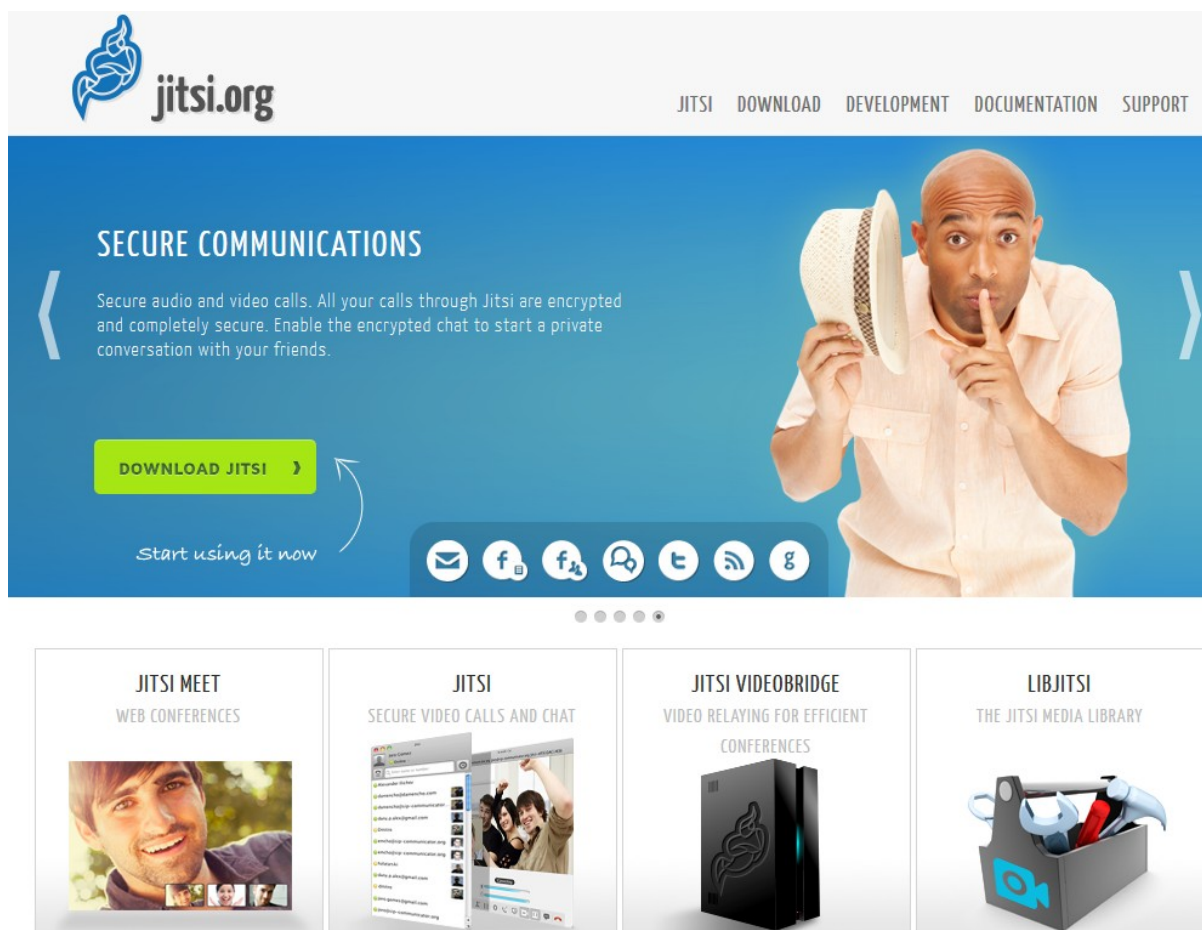 jitsi.org
JITSI DOWNLOAD DEVELOPMENT DOCUMENTATION SUPPORT
SECURE COMMUNICATIONS
Secure audio and video calls. All your calls through Jitsi are encrypted
and completely secure. Enable the encrypted chat to start a private
conversation with your friends.
DOWNLOAD JITSI
Start using it now
JITSI MEET
WEB CONFERENCES
JITSI
SECURE VIDEO CALLS AND CHAT
JITSI VIDEOBRIDGE
VIDEO RELAYING FOR EFFICIENT
CONFERENCES
LIBJITSI
THE JITSI MEDIA LIBRARY